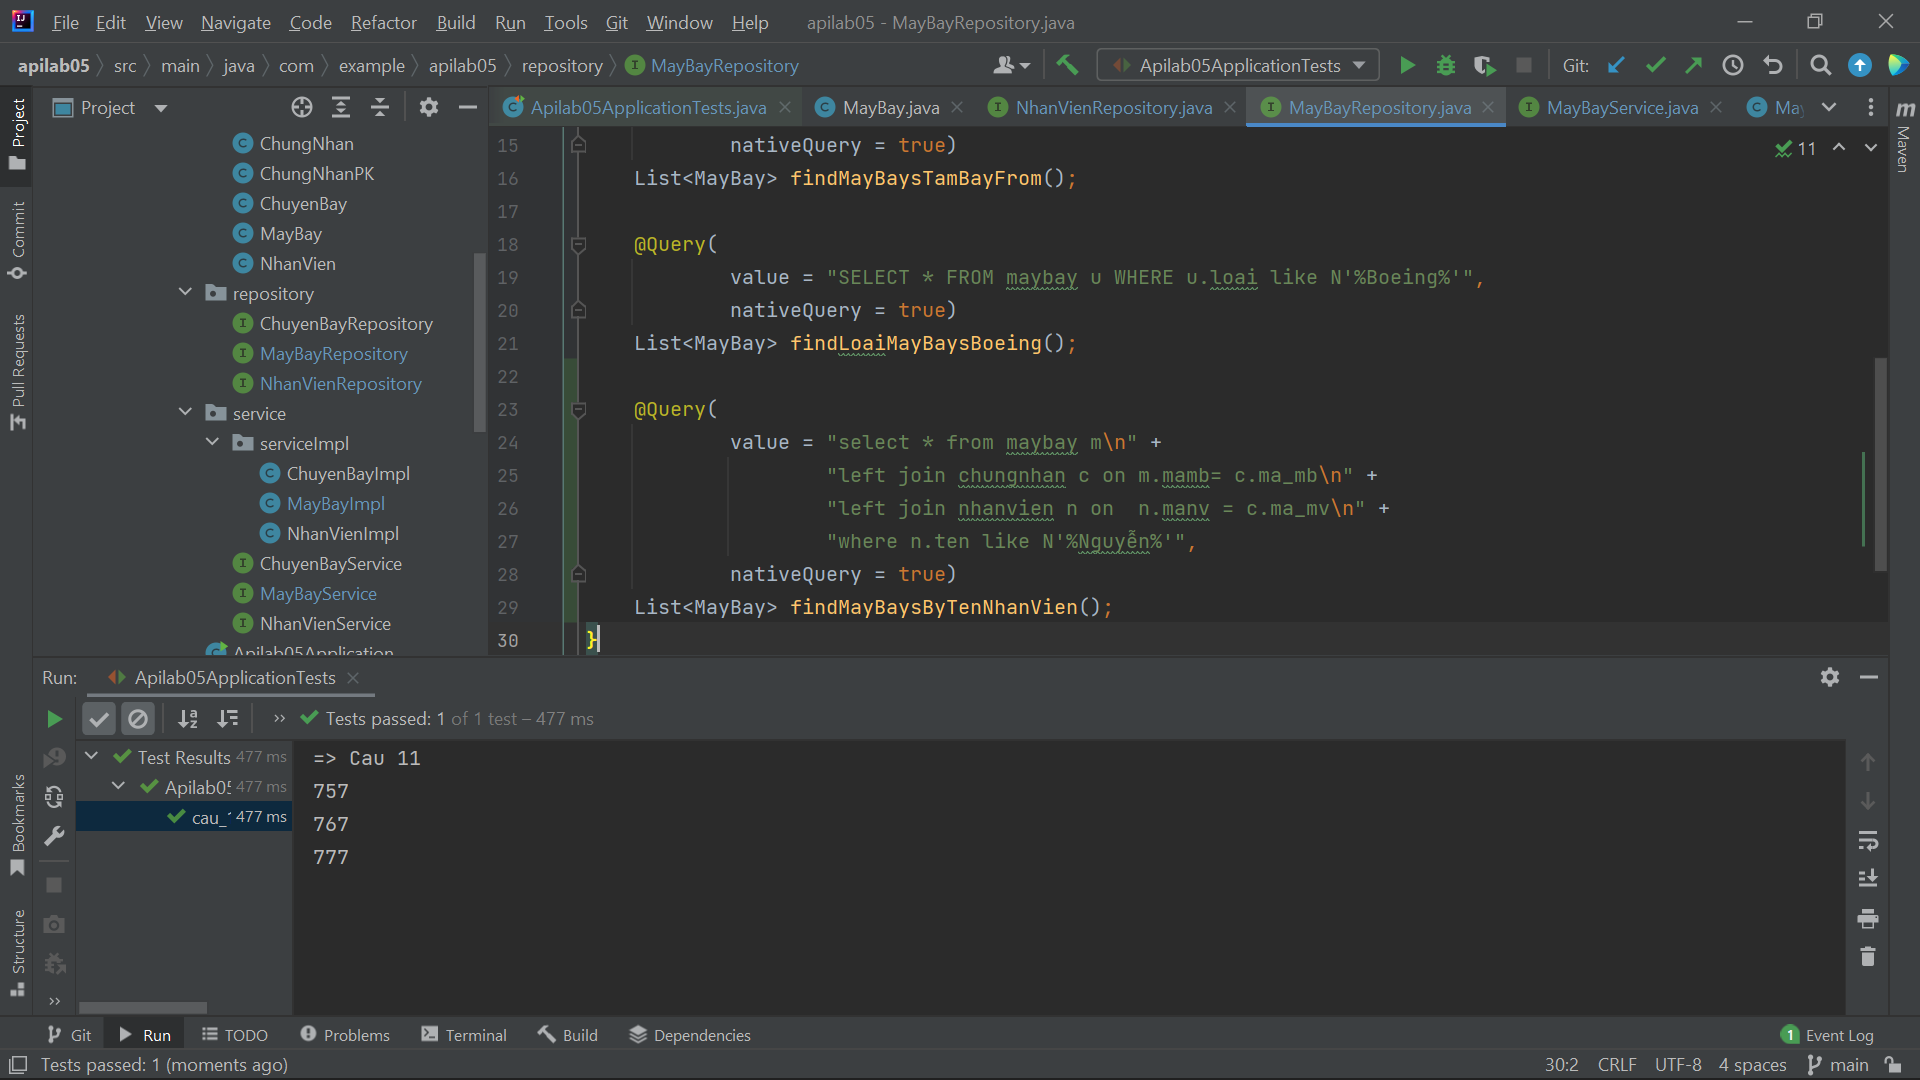 File Edit View Navigate Code Refactor Build Run Tools Git Window Help apilab05 - MayBayRepository.java
apilab05 src main java com example apilab05 repository MayBayRepository Apilab05ApplicationTests Git:
Project
Apilab05ApplicationTests.java MayBay.java NhanVienRepository.java MayBayRepository.java MayBayService.java May
Project
Commit
Pull Requests
Bookmarks
Structure
Maven
ChungNhan
ChungNhanPK
ChuyenBay
MayBay
NhanVien
repository
ChuyenBayRepository
MayBayRepository
NhanVienRepository
service
serviceImpl
ChuyenBayImpl
MayBayImpl
NhanVienImpl
ChuyenBayService
MayBayService
NhanVienService
Apilab05Application
11
15 nativeQuery = true)
16 List<MayBay> findMayBaysTamBayFrom();
17
18 @Query(
19 value = "SELECT * FROM maybay u WHERE u.loai like N'%Boeing%'",
20 nativeQuery = true)
21 List<MayBay> findLoaiMayBaysBoeing();
22
23 @Query(
24 value = "select * from maybay m\n" +
25 "left join chungnhan c on m.mamb= c.ma_mb\n" +
26 "left join nhanvien n on  n.manv = c.ma_mv\n" +
27 "where n.ten like N'%Nguyễn%'",
28 nativeQuery = true)
29 List<MayBay> findMayBaysByTenNhanVien();
30 }
Run: Apilab05ApplicationTests
Tests passed: 1 of 1 test – 477 ms
Test Results 477 ms
Apilab05 477 ms
cau_ 477 ms
=> Cau 11
757
767
777
Git Run TODO Problems Terminal Build Dependencies 1 Event Log
Tests passed: 1 (moments ago) 30:2 CRLF UTF-8 4 spaces main